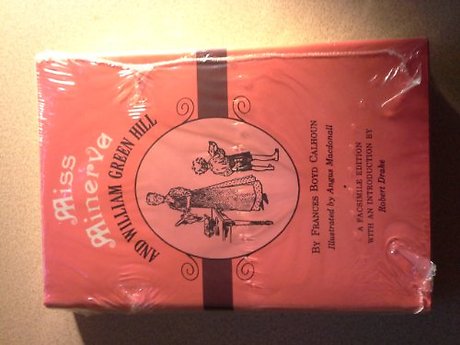 Miss
Minerva
AND WILLIAM GREEN HILL
BY FRANCES BOYD CALHOUN
Illustrated by Angus Macdonall
A FACSIMILE EDITION
WITH AN INTRODUCTION BY
Robert Drake